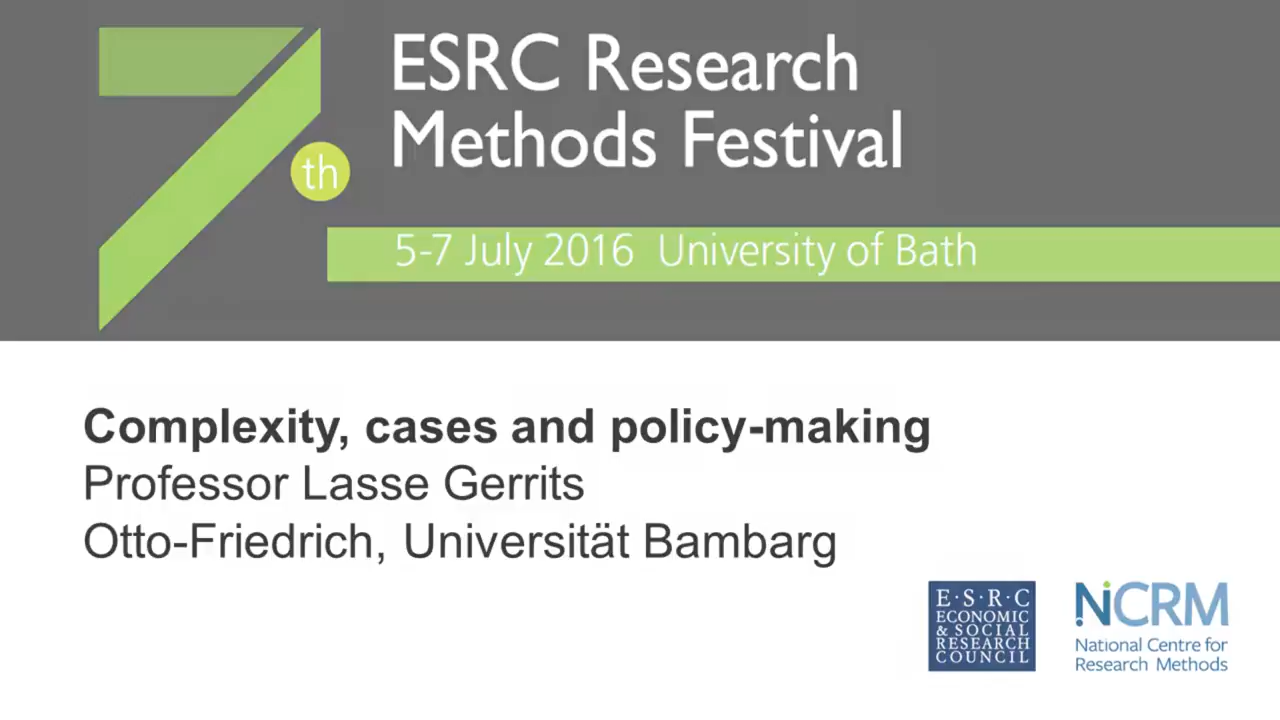 7th
ESRC Research
Methods Festival
5-7 July 2016 University of Bath
Complexity, cases and policy-making
Professor Lasse Gerrits
Otto-Friedrich, Universität Bambarg
E·S·R·C
ECONOMIC
& SOCIAL
RESEARCH
COUNCIL
NCRM
National Centre for
Research Methods